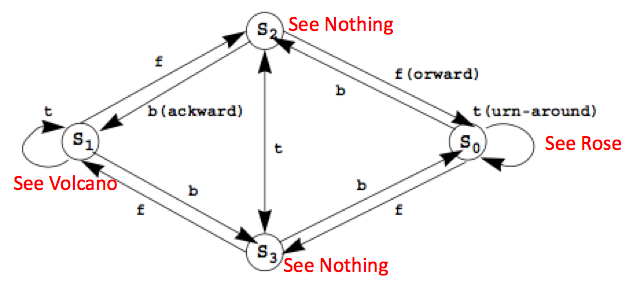 S2 See Nothing
f
f(orward)
b
b(ackward)
t
t(urn-around)
t
S1
S0
See Rose
See Volcano
b
b
f
f
S3
See Nothing